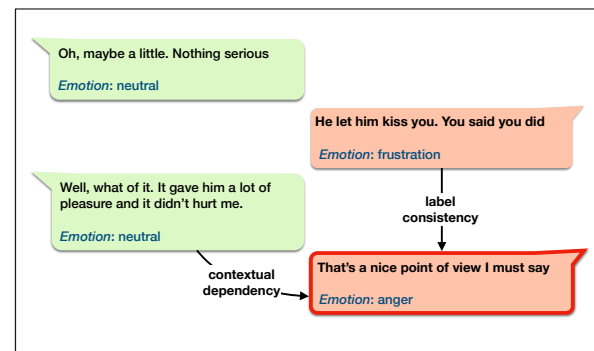 Oh, maybe a little. Nothing serious
Emotion: neutral
He let him kiss you. You said you did
Emotion: frustration
Well, what of it. It gave him a lot of
pleasure and it didn't hurt me.
Emotion: neutral
label
consistency
contextual
dependency
That's a nice point of view I must say
Emotion: anger